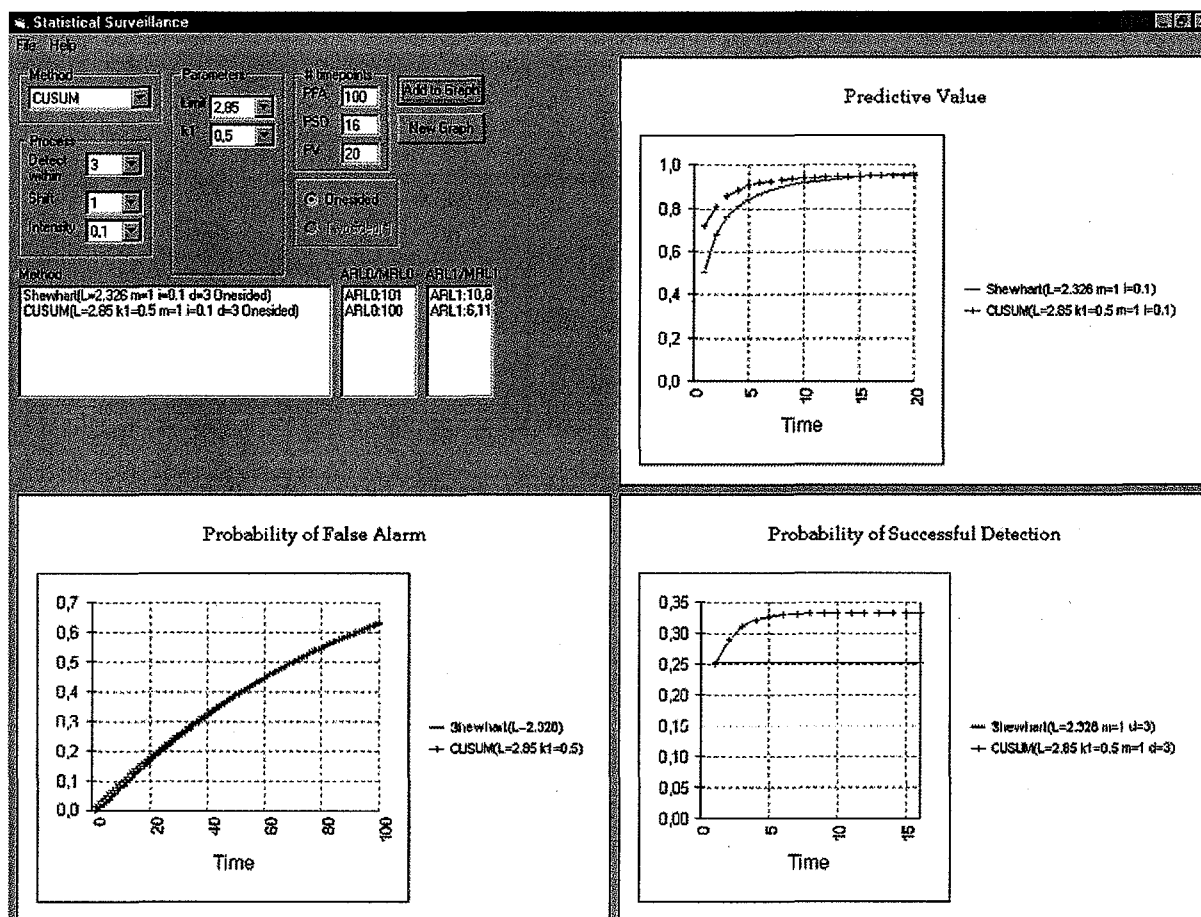 Statistical Surveillance
File Help
Method
CUSUM
Process
Detect within
3
Shift
1
Intensity
0,1
Parameters
Limit
2,85
k1
0,5
# timepoints
PFA
100
PSD
16
PV
20
Add to Graph
New Graph
Onesided
Method
ARL0/MRL0
ARL1/MRL1
Shewhart(L=2,326 m=1 i=0.1 d=3 Onesided)
CUSUM(L=2.85 k1=0.5 m=1 i=0.1 d=3 Onesided)
ARL0:101
ARL0:100
ARL1:10,8
ARL1:6,11
Predictive Value
1,0
0,8
0,6
0,4
0,2
0,0
0
5
10
15
20
Time
Shewhart(L=2.326 m=1 i=0.1)
CUSUM(L=2.85 k1=0.5 m=1 i=0.1)
Probability of False Alarm
0,7
0,6
0,5
0,4
0,3
0,2
0,1
0,0
0
20
40
60
80
100
Time
Shewhart(L=2.326)
CUSUM(L=2.85 k1=0.5)
Probability of Successful Detection
0,35
0,30
0,25
0,20
0,15
0,10
0,05
0,00
0
5
10
15
Time
Shewhart(L=2.326 m=1 d=3)
CUSUM(L=2.85 k1=0.5 m=1 d=3)